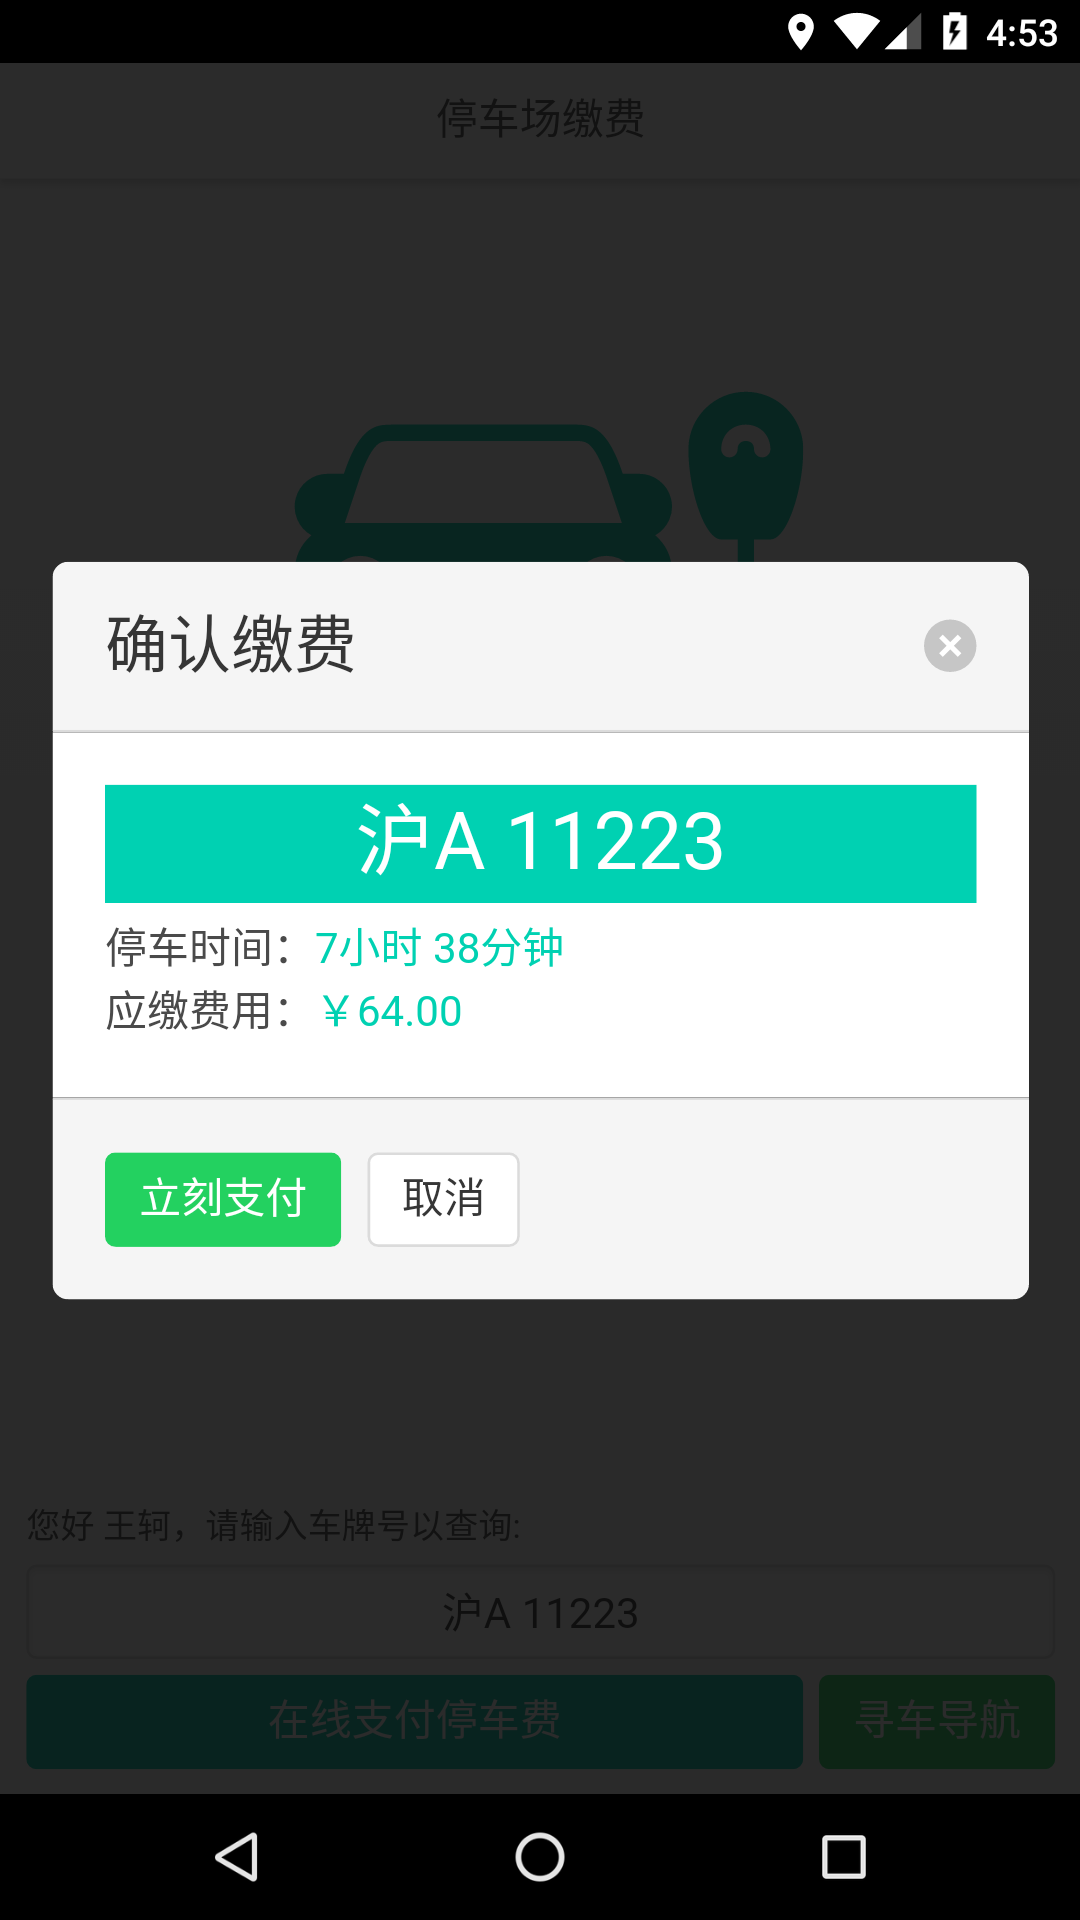 4:53
停车场缴费
确认缴费
沪A 11223
停车时间：7小时 38分钟
应缴费用：￥64.00
立刻支付 取消
您好 王轲，请输入车牌号以查询:
沪A 11223
在线支付停车费 寻车导航